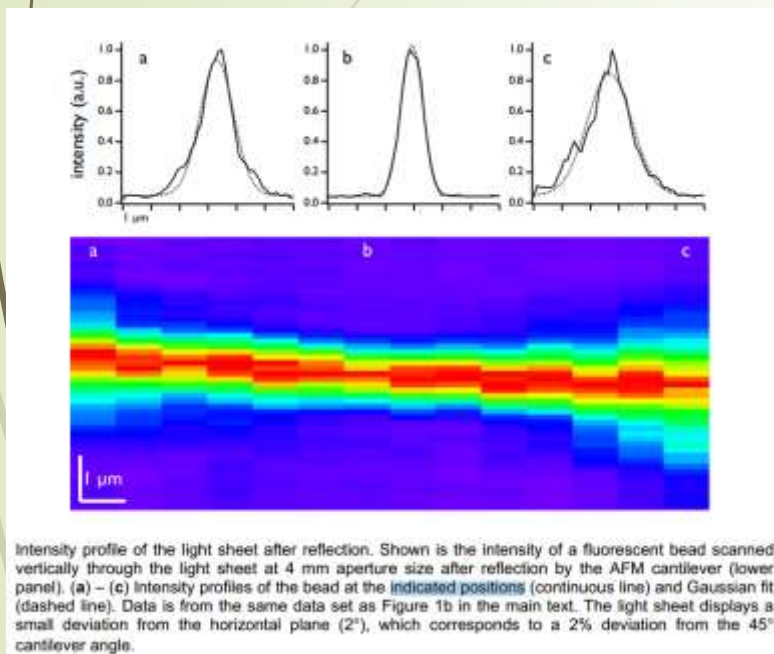 a
b
c
intensity (a.u.)
1.0
0.8
0.6
0.4
0.2
0.0
1.0
0.8
0.6
0.4
0.2
0.0
1.0
0.8
0.6
0.4
0.2
0.0
1 μm
a b c
1 μm
Intensity profile of the light sheet after reflection. Shown is the intensity of a fluorescent bead scanned
vertically through the light sheet at 4 mm aperture size after reflection by the AFM cantilever (lower
panel). (a) – (c) Intensity profiles of the bead at the indicated positions (continuous line) and Gaussian fit
(dashed line). Data is from the same data set as Figure 1b in the main text. The light sheet displays a
small deviation from the horizontal plane (2°), which corresponds to a 2% deviation from the 45°
cantilever angle.